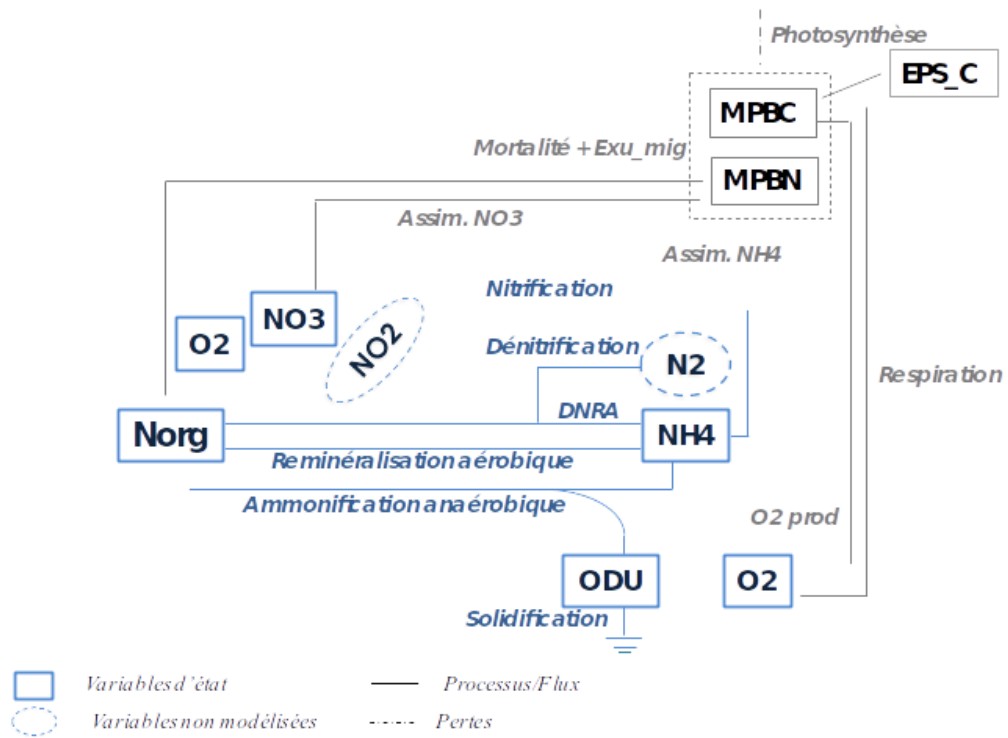 Photosynthèse
EPS_C
MPBC
Mortalité + Exu_mig
MPBN
Assim. NO3
Assim. NH4
Nitrification
NO3
O2
NO2
Dénitrification
N2
Respiration
DNRA
Norg
NH4
Reminéralisation aérobique
Ammonification anaérobique
O2 prod
ODU
O2
Solidification
Variables d'état
Processus/Flux
Variables non modélisées
Pertes